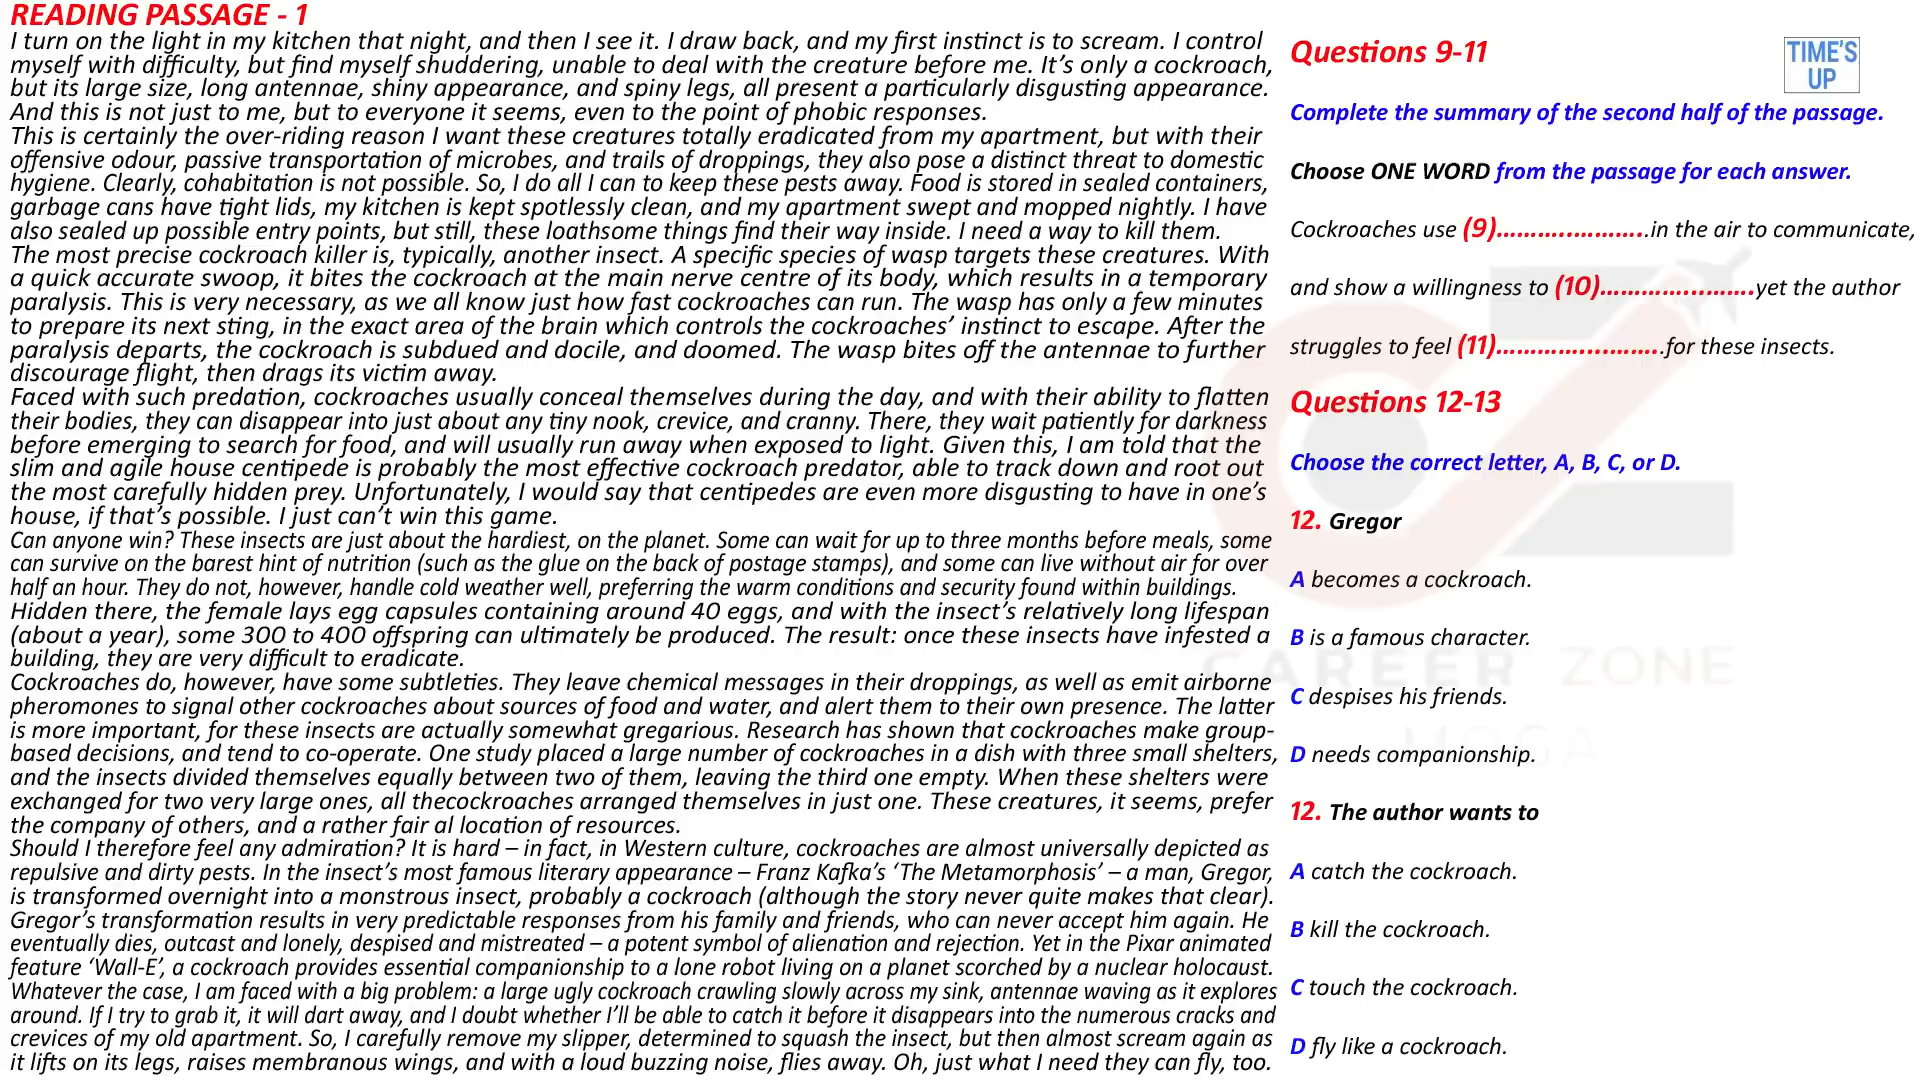 READING PASSAGE - 1
I turn on the light in my kitchen that night, and then I see it. I draw back, and my first instinct is to scream. I control
myself with difficulty, but find myself shuddering, unable to deal with the creature before me. It's only a cockroach,
but its large size, long antennae, shiny appearance, and spiny legs, all present a particularly disgusting appearance.
And this is not just to me, but to everyone it seems, even to the point of phobic responses.
This is certainly the over-riding reason I want these creatures totally eradicated from my apartment, but with their
offensive odour, passive transportation of microbes, and trails of droppings, they also pose a distinct threat to domestic
hygiene. Clearly, cohabitation is not possible. So, I do all I can to keep these pests away. Food is stored in sealed containers,
garbage cans have tight lids, my kitchen is kept spotlessly clean, and my apartment swept and mopped nightly. I have
also sealed up possible entry points, but still, these loathsome things find their way inside. I need a way to kill them.
The most precise cockroach killer is, typically, another insect. A specific species of wasp targets these creatures. With
a quick accurate swoop, it bites the cockroach at the main nerve centre of its body, which results in a temporary
paralysis. This is very necessary, as we all know just how fast cockroaches can run. The wasp has only a few minutes
to prepare its next sting, in the exact area of the brain which controls the cockroaches' instinct to escape. After the
paralysis departs, the cockroach is subdued and docile, and doomed. The wasp bites off the antennae to further
discourage flight, then drags its victim away.
Faced with such predation, cockroaches usually conceal themselves during the day, and with their ability to flatten
their bodies, they can disappear into just about any tiny nook, crevice, and cranny. There, they wait patiently for darkness
before emerging to search for food, and will usually run away when exposed to light. Given this, I am told that the
slim and agile house centipede is probably the most effective cockroach predator, able to track down and root out
the most carefully hidden prey. Unfortunately, I would say that centipedes are even more disgusting to have in one's
house, if that's possible. I just can't win this game.
Can anyone win? These insects are just about the hardiest, on the planet. Some can wait for up to three months before meals, some
can survive on the barest hint of nutrition (such as the glue on the back of postage stamps), and some can live without air for over
half an hour. They do not, however, handle cold weather well, preferring the warm conditions and security found within buildings.
Hidden there, the female lays egg capsules containing around 40 eggs, and with the insect's relatively long lifespan
(about a year), some 300 to 400 offspring can ultimately be produced. The result: once these insects have infested a
building, they are very difficult to eradicate.
Cockroaches do, however, have some subtleties. They leave chemical messages in their droppings, as well as emit airborne
pheromones to signal other cockroaches about sources of food and water, and alert them to their own presence. The latter
is more important, for these insects are actually somewhat gregarious. Research has shown that cockroaches make group-
based decisions, and tend to co-operate. One study placed a large number of cockroaches in a dish with three small shelters,
and the insects divided themselves equally between two of them, leaving the third one empty. When these shelters were
exchanged for two very large ones, all thecockroaches arranged themselves in just one. These creatures, it seems, prefer
the company of others, and a rather fair al location of resources.
Should I therefore feel any admiration? It is hard – in fact, in Western culture, cockroaches are almost universally depicted as
repulsive and dirty pests. In the insect's most famous literary appearance – Franz Kafka's 'The Metamorphosis' – a man, Gregor,
is transformed overnight into a monstrous insect, probably a cockroach (although the story never quite makes that clear).
Gregor's transformation results in very predictable responses from his family and friends, who can never accept him again. He
eventually dies, outcast and lonely, despised and mistreated – a potent symbol of alienation and rejection. Yet in the Pixar animated
feature 'Wall-E', a cockroach provides essential companionship to a lone robot living on a planet scorched by a nuclear holocaust.
Whatever the case, I am faced with a big problem: a large ugly cockroach crawling slowly across my sink, antennae waving as it explores
around. If I try to grab it, it will dart away, and I doubt whether I'll be able to catch it before it disappears into the numerous cracks and
crevices of my old apartment. So, I carefully remove my slipper, determined to squash the insect, but then almost scream again as
it lifts on its legs, raises membranous wings, and with a loud buzzing noise, flies away. Oh, just what I need they can fly, too.
Questions 9-11
TIME'S
UP
Complete the summary of the second half of the passage.
Choose ONE WORD from the passage for each answer.
Cockroaches use (9)....................in the air to communicate,
and show a willingness to (10)....................yet the author
struggles to feel (11)....................for these insects.
Questions 12-13
Choose the correct letter, A, B, C, or D.
12. Gregor
A becomes a cockroach.
B is a famous character.
C despises his friends.
D needs companionship.
12. The author wants to
A catch the cockroach.
B kill the cockroach.
C touch the cockroach.
D fly like a cockroach.
CAREER ZONE
MOGA